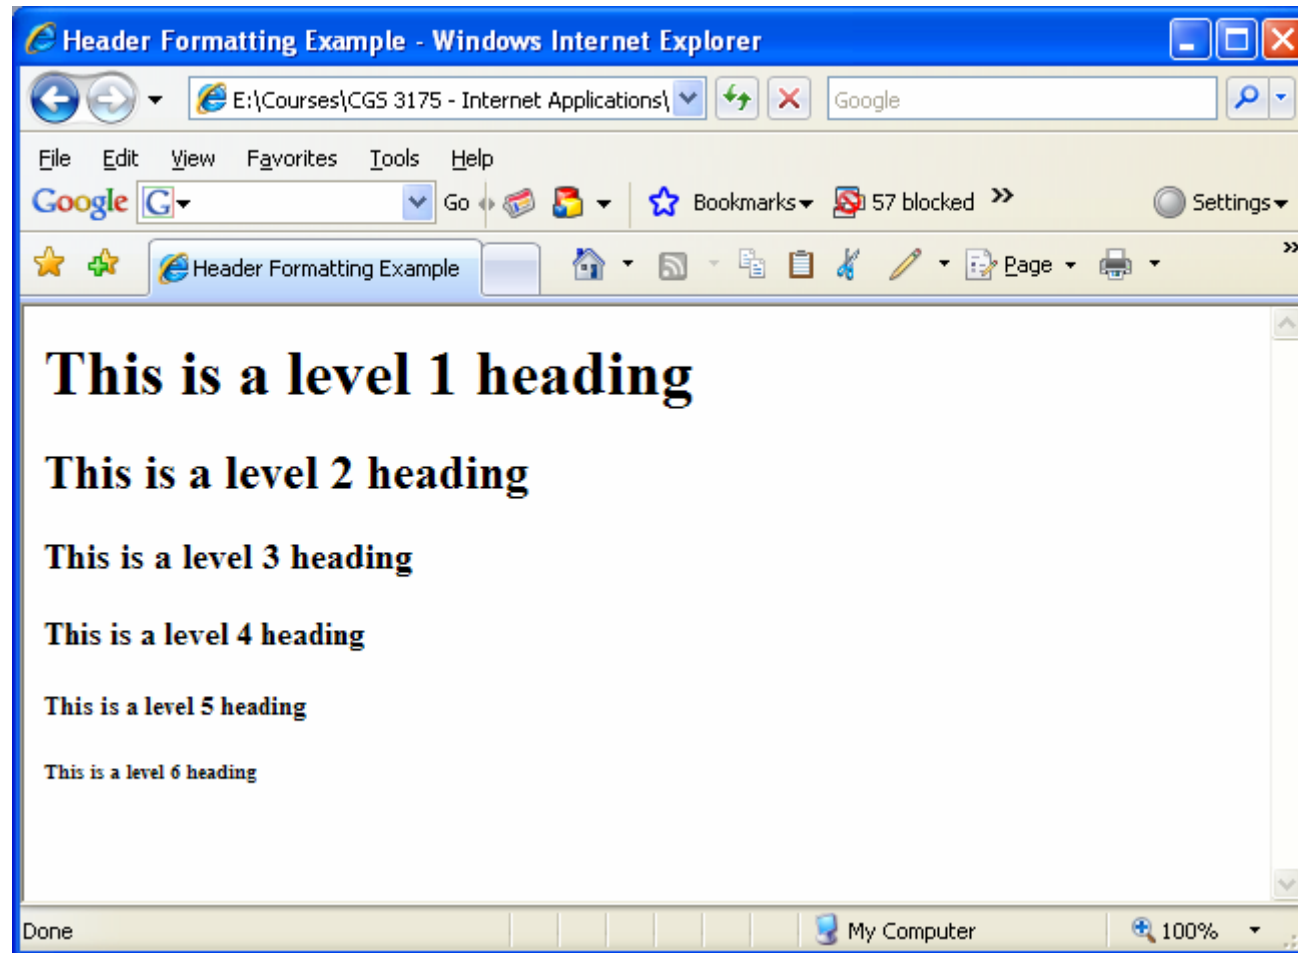 Header Formatting Example - Windows Internet Explorer
E:\Courses\CGS 3175 - Internet Applications\ Google
File Edit View Favorites Tools Help
Google G Go Bookmarks 57 blocked » Settings
Header Formatting Example Page »
This is a level 1 heading
This is a level 2 heading
This is a level 3 heading
This is a level 4 heading
This is a level 5 heading
This is a level 6 heading
Done My Computer 100%